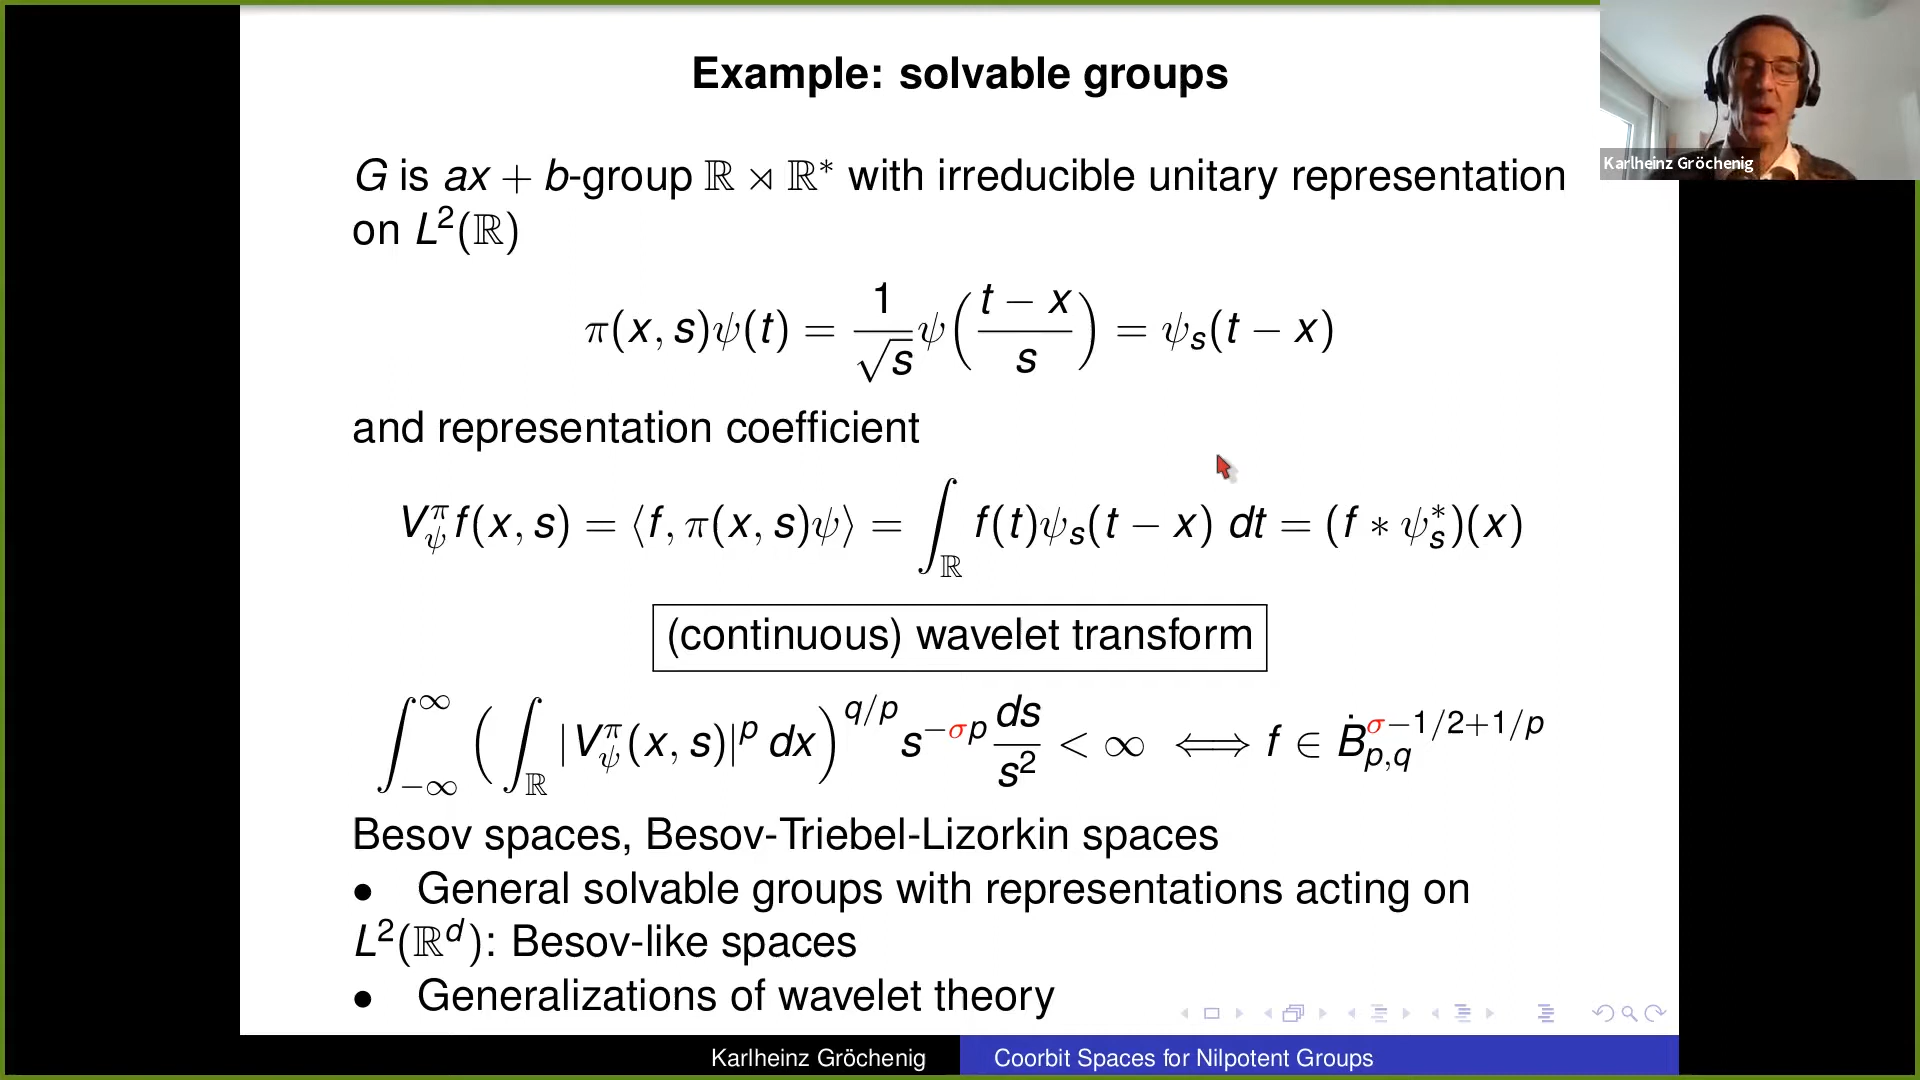 Example: solvable groups
Karlheinz Gröchenig
G is ax + b-group ℝ ⋊ ℝ* with irreducible unitary representation
on L²(ℝ)
π(x, s)ψ(t) = 1/√s ψ((t − x)/s) = ψ_s(t − x)
and representation coefficient
V_ψ^π f(x, s) = ⟨f, π(x, s)ψ⟩ = ∫_ℝ f(t)ψ_s(t − x) dt = (f ∗ ψ_s^*)(x)
(continuous) wavelet transform
∫_{−∞}^{∞} (∫_ℝ |V_ψ^π(x, s)|^p dx)^{q/p} s^{−σp} ds/s² < ∞ ⟺ f ∈ Ḃ_{p,q}^{σ−1/2+1/p}
Besov spaces, Besov-Triebel-Lizorkin spaces
• General solvable groups with representations acting on
L²(ℝ^d): Besov-like spaces
• Generalizations of wavelet theory
Karlheinz Gröchenig Coorbit Spaces for Nilpotent Groups